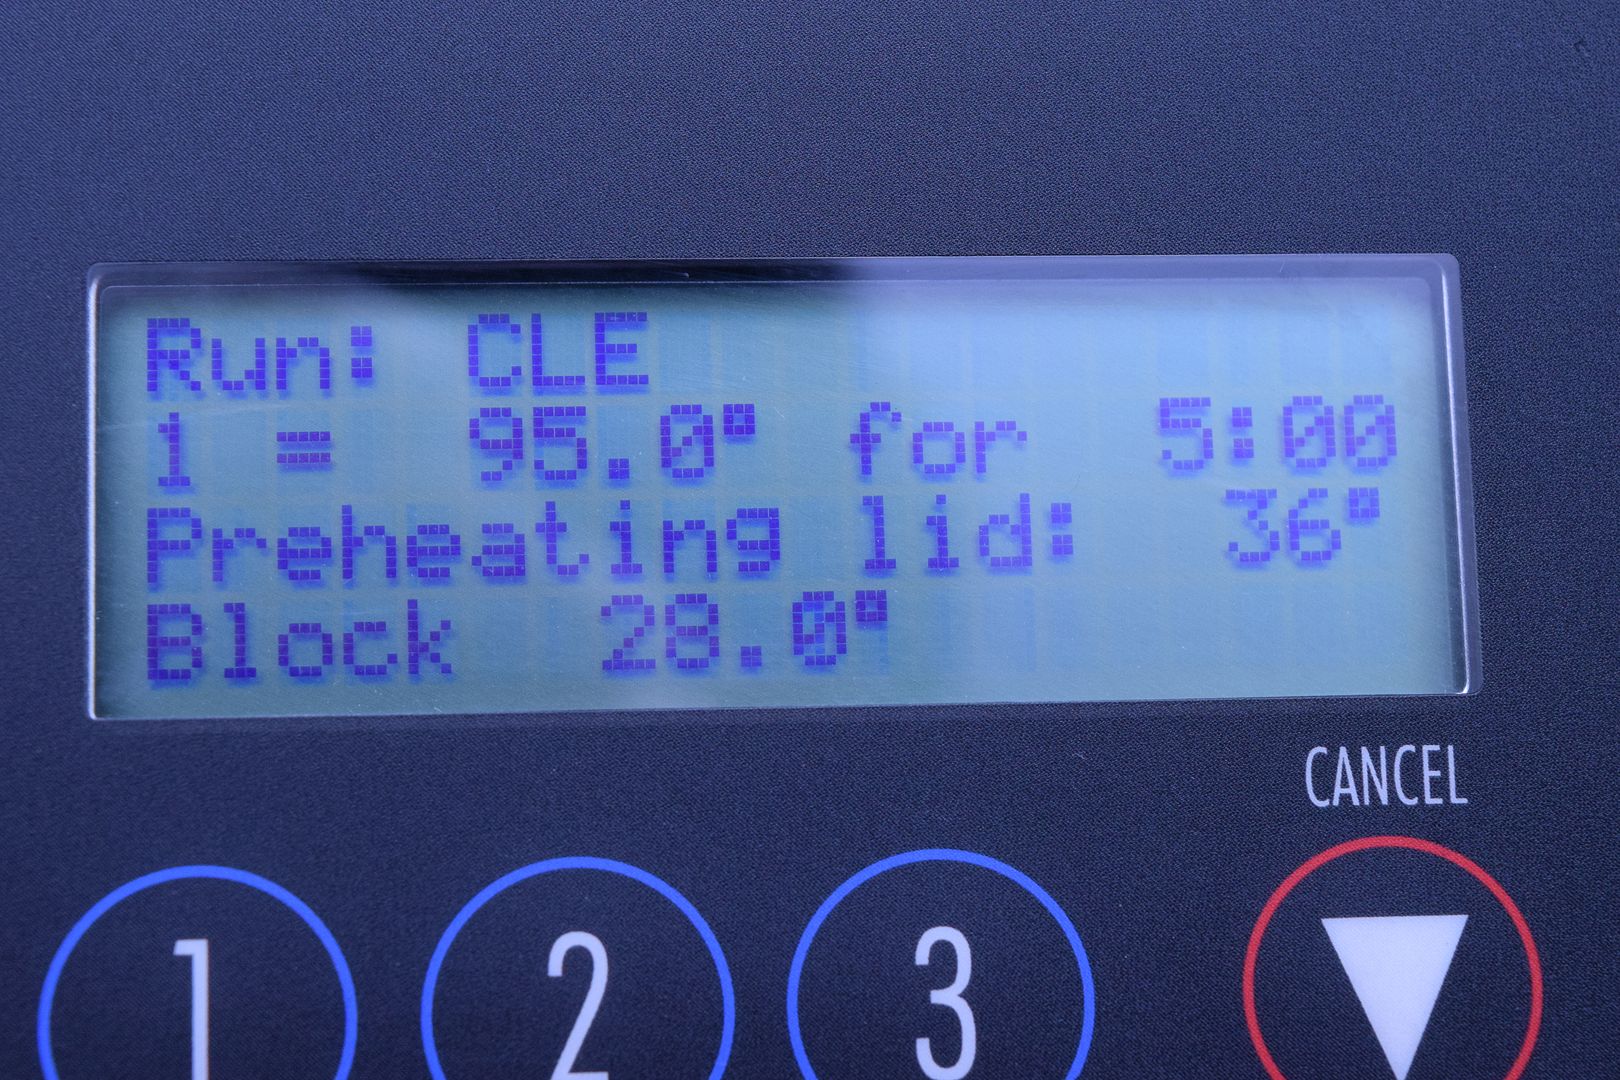 Run: CLE
1 = 95.0° for 5:00
Preheating lid: 36°
Block 28.0°
CANCEL
1 2 3